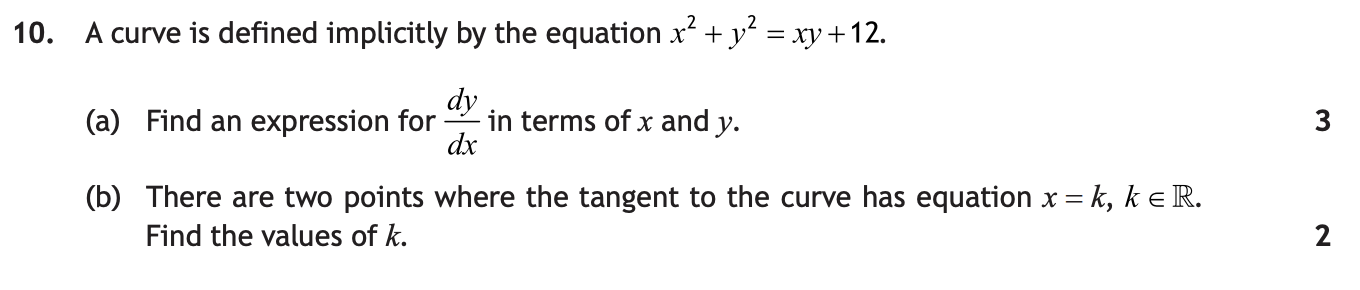 10. A curve is defined implicitly by the equation x² + y² = xy + 12.
(a) Find an expression for dy/dx in terms of x and y. 3
(b) There are two points where the tangent to the curve has equation x = k, k ∈ ℝ.
Find the values of k. 2